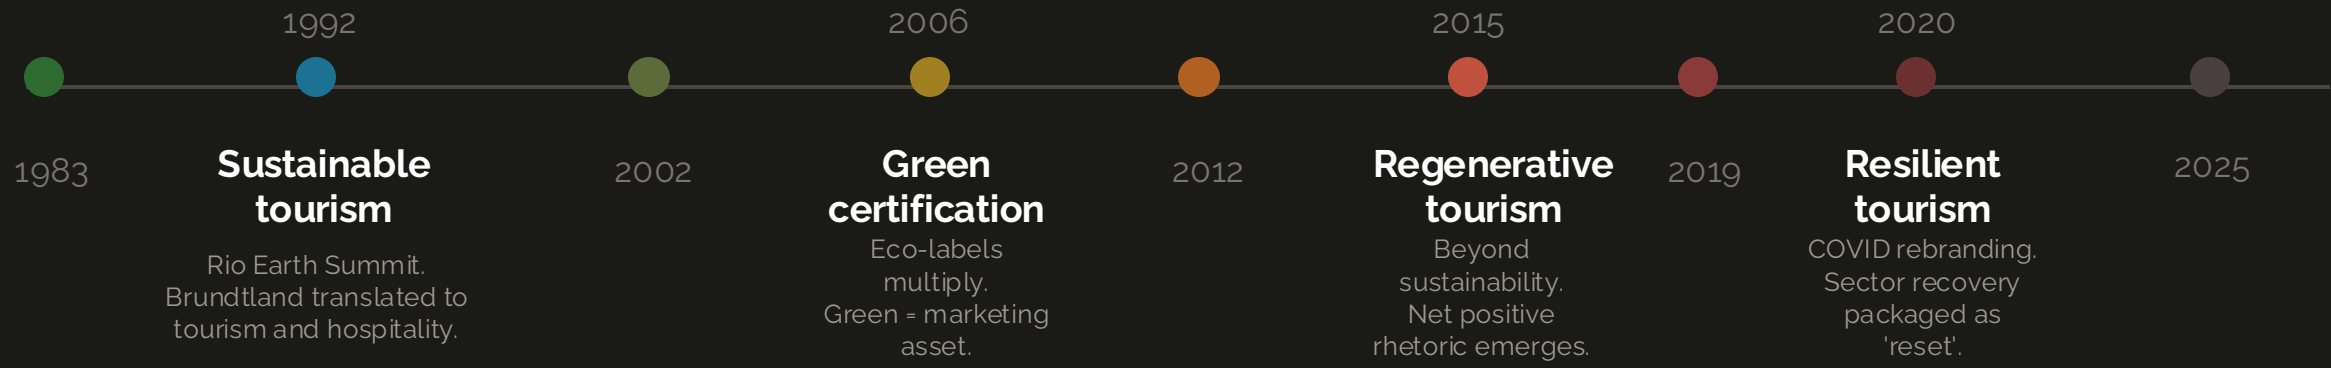 1992
2006
2015
2020
1983
Sustainable
tourism
Rio Earth Summit.
Brundtland translated to
tourism and hospitality.
2002
Green
certification
Eco-labels
multiply.
Green = marketing
asset.
2012
Regenerative
tourism
Beyond
sustainability.
Net positive
rhetoric emerges.
2019
Resilient
tourism
COVID rebranding.
Sector recovery
packaged as
'reset'.
2025